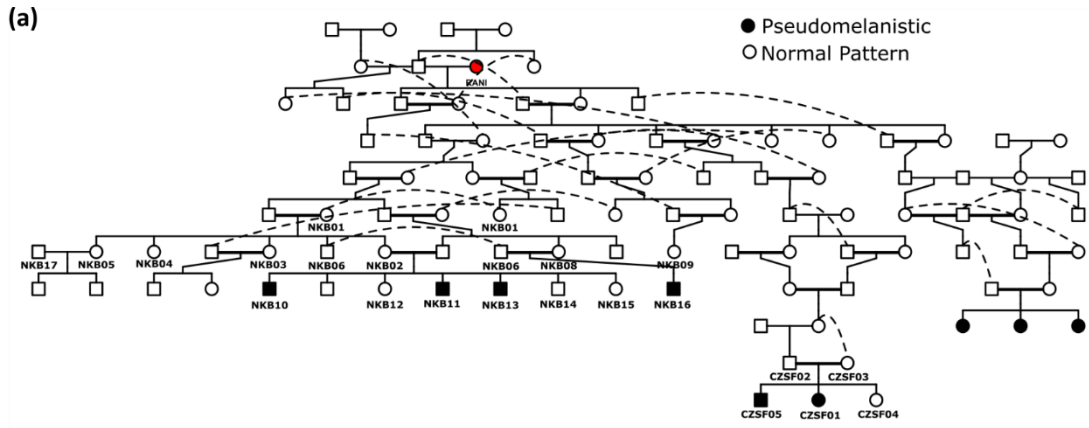 (a)
Pseudomelanistic
Normal Pattern
RANI
NKB01 NKB01
NKB17 NKB05 NKB04 NKB03 NKB06 NKB02 NKB06 NKB08 NKB09
NKB10 NKB12 NKB11 NKB13 NKB14 NKB15 NKB16
CZSF02 CZSF03
CZSF05 CZSF01 CZSF04